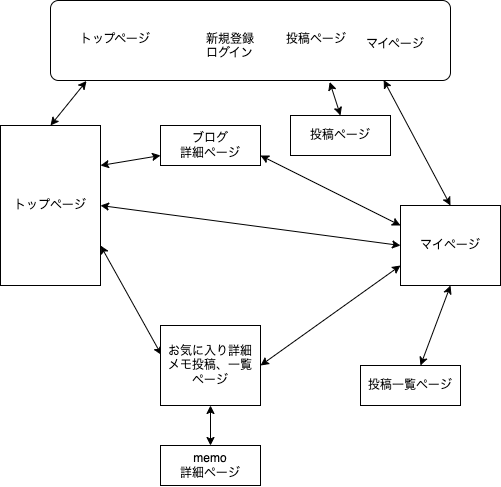 トップページ
新規登録
ログイン
投稿ページ
マイページ
投稿ページ
ブログ
詳細ページ
トップページ
マイページ
お気に入り詳細
メモ投稿、一覧
ページ
投稿一覧ページ
memo
詳細ページ